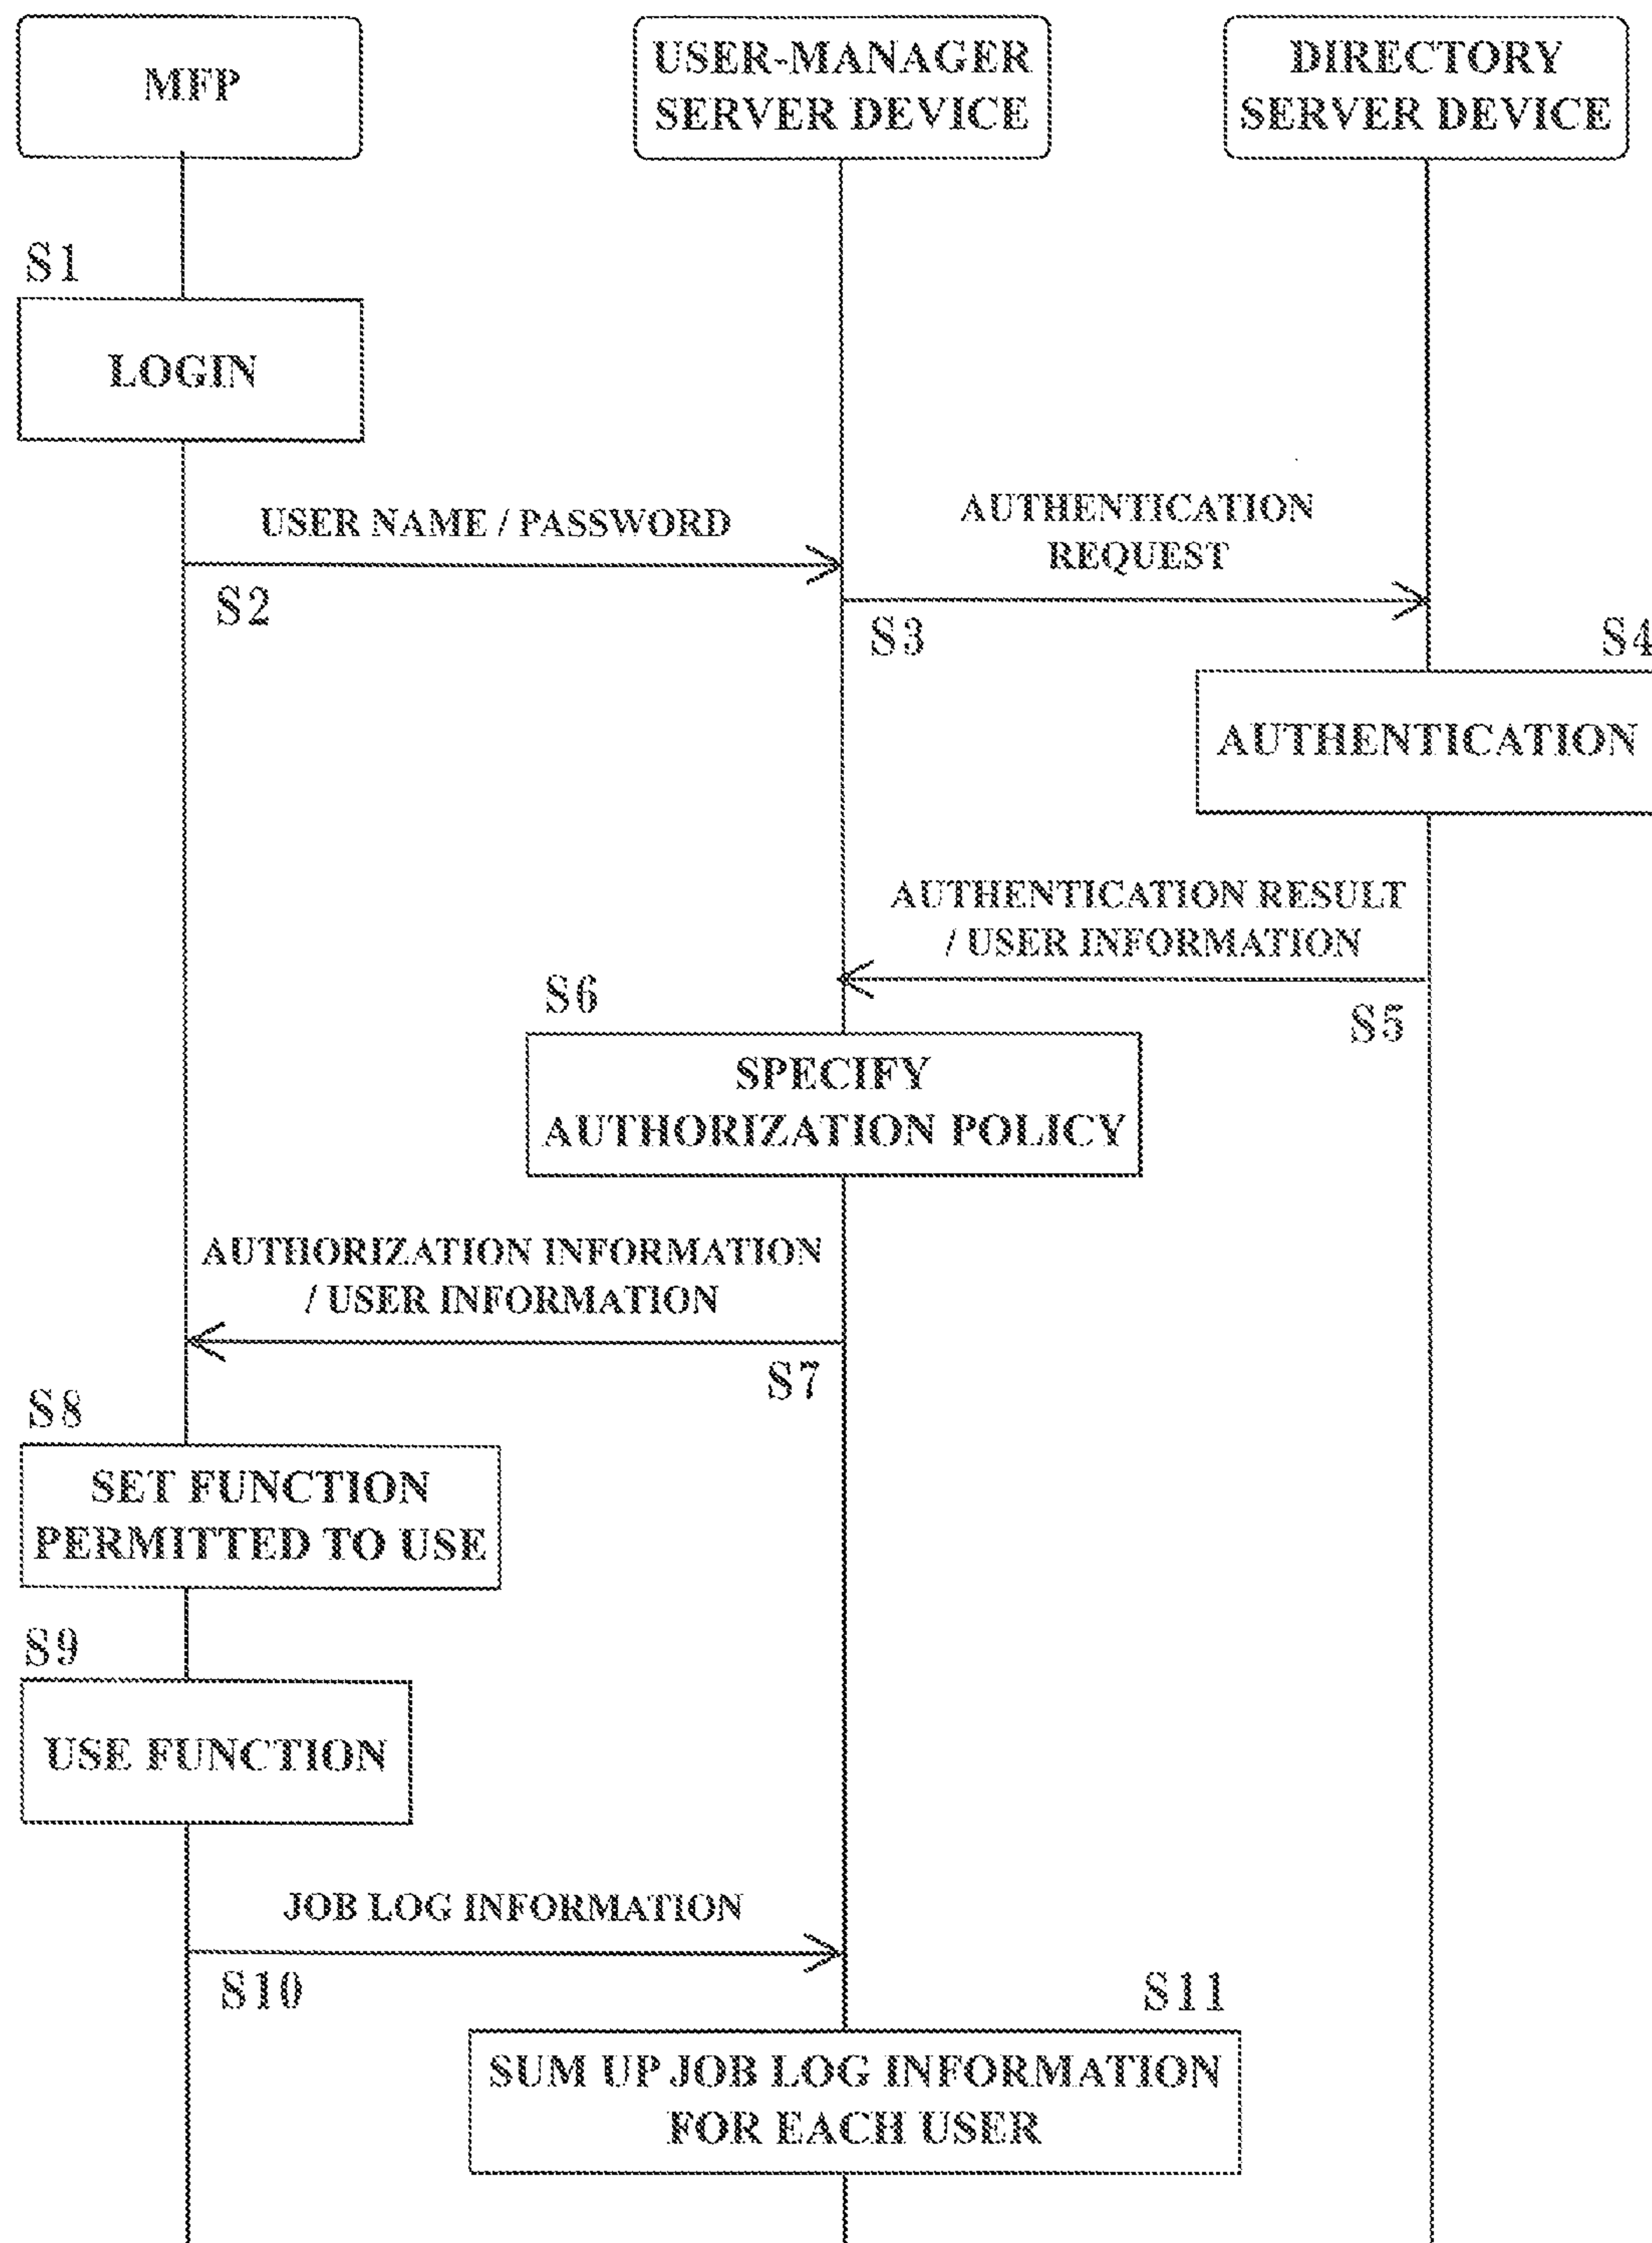 MFP
USER-MANAGER
SERVER DEVICE
DIRECTORY
SERVER DEVICE
S1
LOGIN
USER NAME / PASSWORD
S2
AUTHENTICATION
REQUEST
S3
S4
AUTHENTICATION
AUTHENTICATION RESULT
/ USER INFORMATION
S5
S6
SPECIFY
AUTHORIZATION POLICY
AUTHORIZATION INFORMATION
/ USER INFORMATION
S7
S8
SET FUNCTION
PERMITTED TO USE
S9
USE FUNCTION
JOB LOG INFORMATION
S10
S11
SUM UP JOB LOG INFORMATION
FOR EACH USER